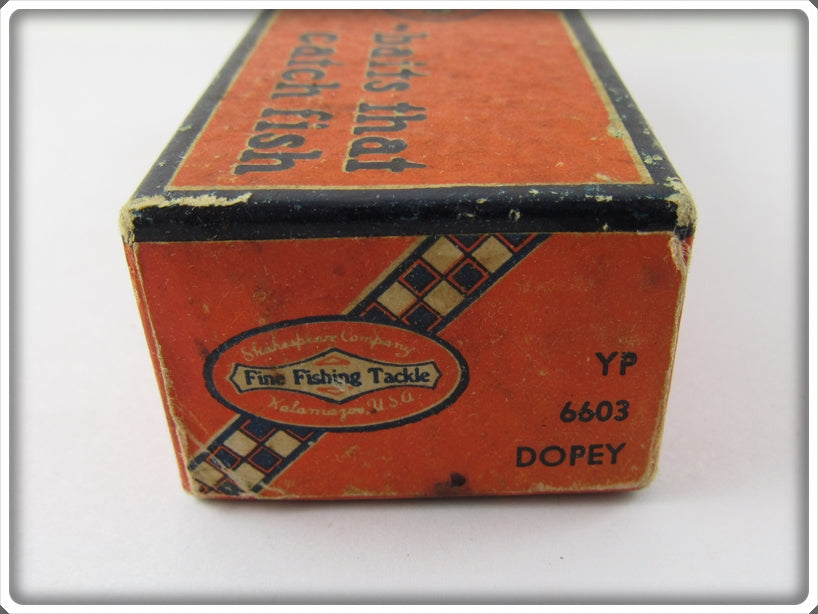 "baits that
catch fish
Shakespeare Company
Fine Fishing Tackle
Kalamazoo, U.S.A.
YP
6603
DOPEY